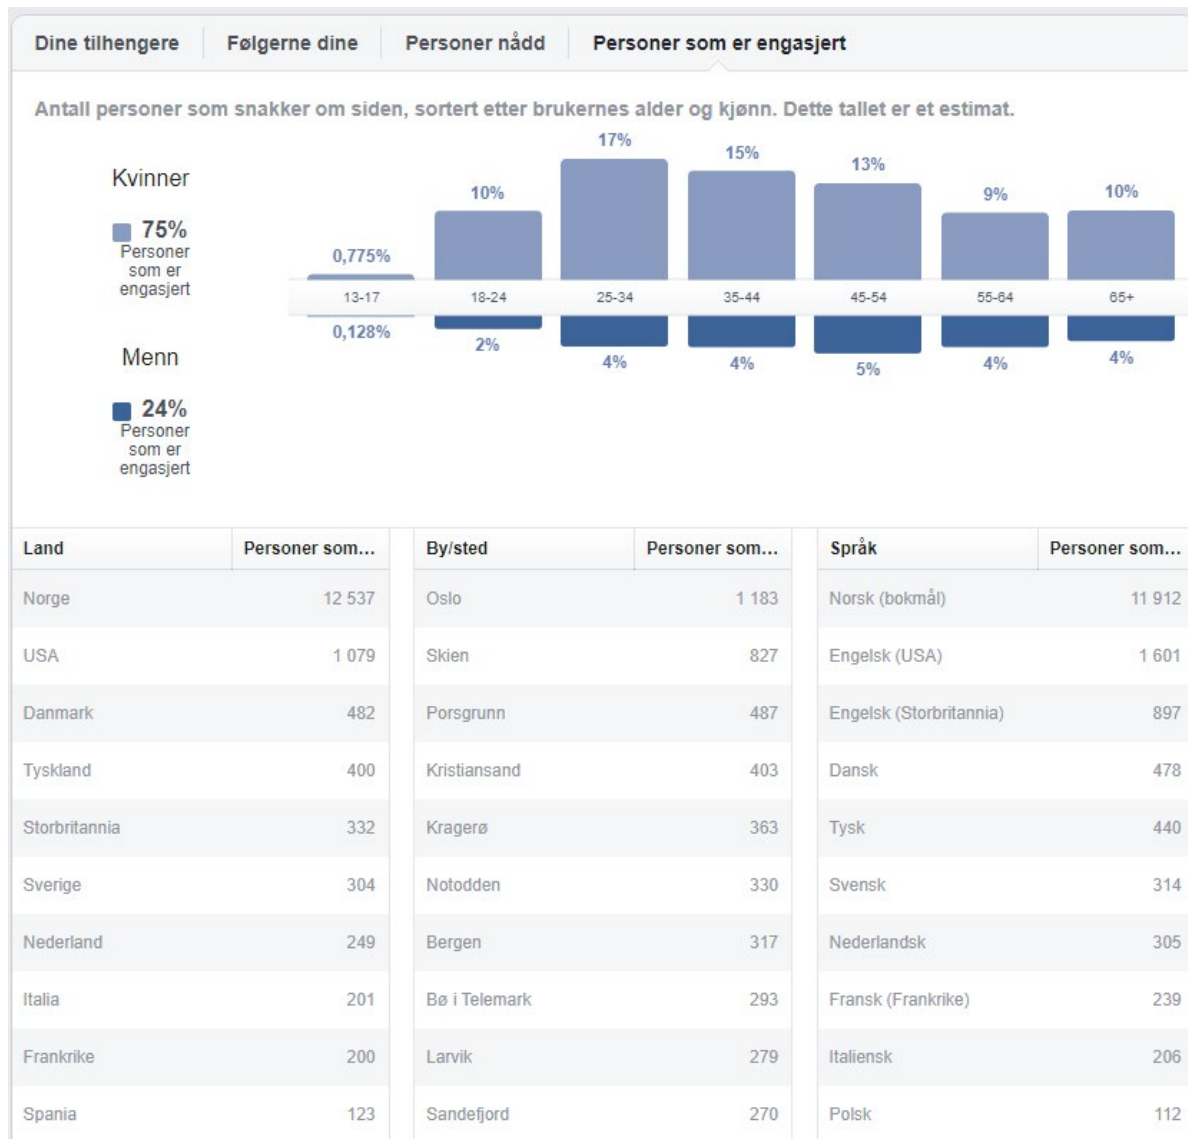 Dine tilhengere Følgerne dine Personer nådd Personer som er engasjert
Antall personer som snakker om siden, sortert etter brukernes alder og kjønn. Dette tallet er et estimat.
Kvinner
75%
Personer
som er
engasjert
0,775% 10% 17% 15% 13% 9% 10%
13-17 18-24 25-34 35-44 45-54 55-64 65+
0,128% 2% 4% 4% 5% 4% 4%
Menn
24%
Personer
som er
engasjert
Land Personer som... By/sted Personer som... Språk Personer som...
Norge 12 537 Oslo 1 183 Norsk (bokmål) 11 912
USA 1 079 Skien 827 Engelsk (USA) 1 601
Danmark 482 Porsgrunn 487 Engelsk (Storbritannia) 897
Tyskland 400 Kristiansand 403 Dansk 478
Storbritannia 332 Kragerø 363 Tysk 440
Sverige 304 Notodden 330 Svensk 314
Nederland 249 Bergen 317 Nederlandsk 305
Italia 201 Bø i Telemark 293 Fransk (Frankrike) 239
Frankrike 200 Larvik 279 Italiensk 206
Spania 123 Sandefjord 270 Polsk 112